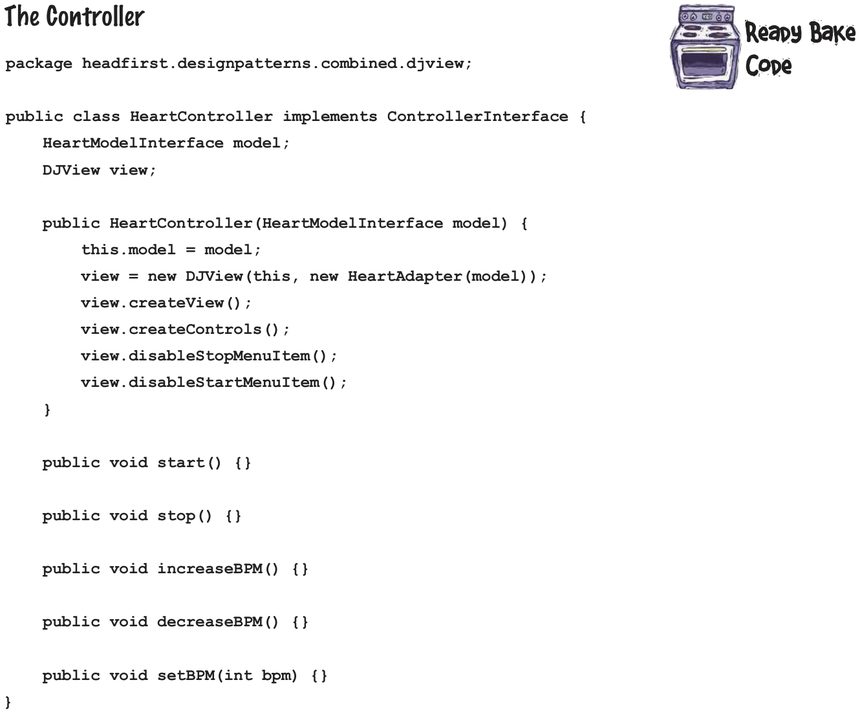 The Controller
Ready Bake
Code
package headfirst.designpatterns.combined.djview;
public class HeartController implements ControllerInterface {
    HeartModelInterface model;
    DJView view;
    public HeartController(HeartModelInterface model) {
        this.model = model;
        view = new DJView(this, new HeartAdapter(model));
        view.createView();
        view.createControls();
        view.disableStopMenuItem();
        view.disableStartMenuItem();
    }
    public void start() {}
    public void stop() {}
    public void increaseBPM() {}
    public void decreaseBPM() {}
    public void setBPM(int bpm) {}
}